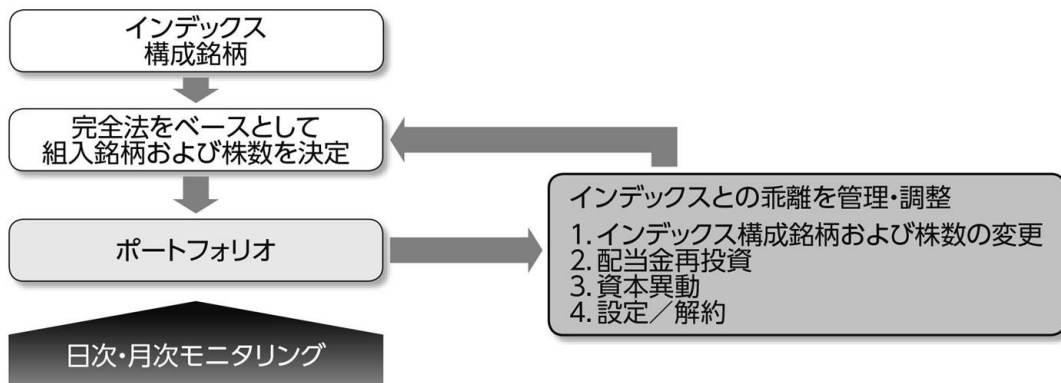 インデックス
構成銘柄
完全法をベースとして
組入銘柄および株数を決定
ポートフォリオ
日次・月次モニタリング
インデックスとの乖離を管理・調整
1. インデックス構成銘柄および株数の変更
2. 配当金再投資
3. 資本異動
4. 設定／解約